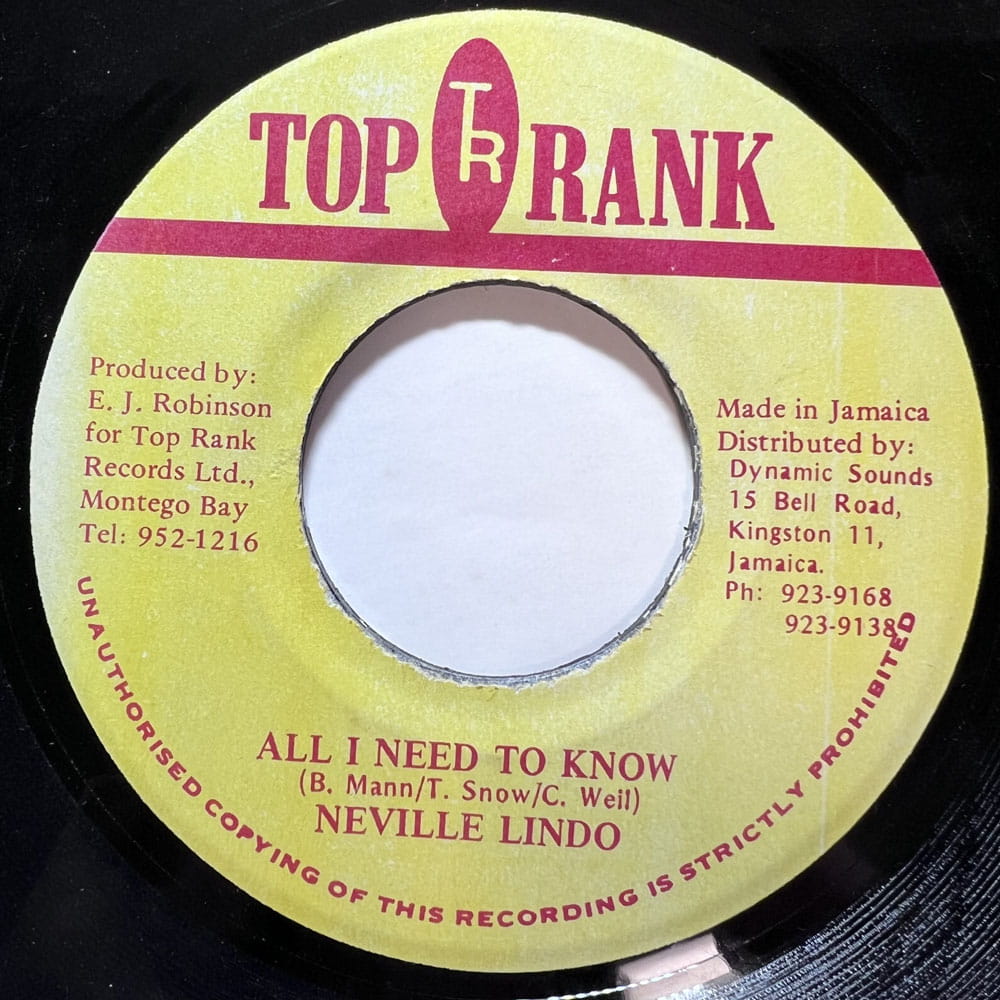 TOP TR RANK
Produced by:
E. J. Robinson
for Top Rank
Records Ltd.,
Montego Bay
Tel: 952-1216
Made in Jamaica
Distributed by:
Dynamic Sounds
15 Bell Road,
Kingston 11,
Jamaica.
Ph: 923-9168
923-9138
ALL I NEED TO KNOW
(B. Mann/T. Snow/C. Weil)
NEVILLE LINDO
UNAUTHORISED COPYING OF THIS RECORDING IS STRICTLY PROHIBITED